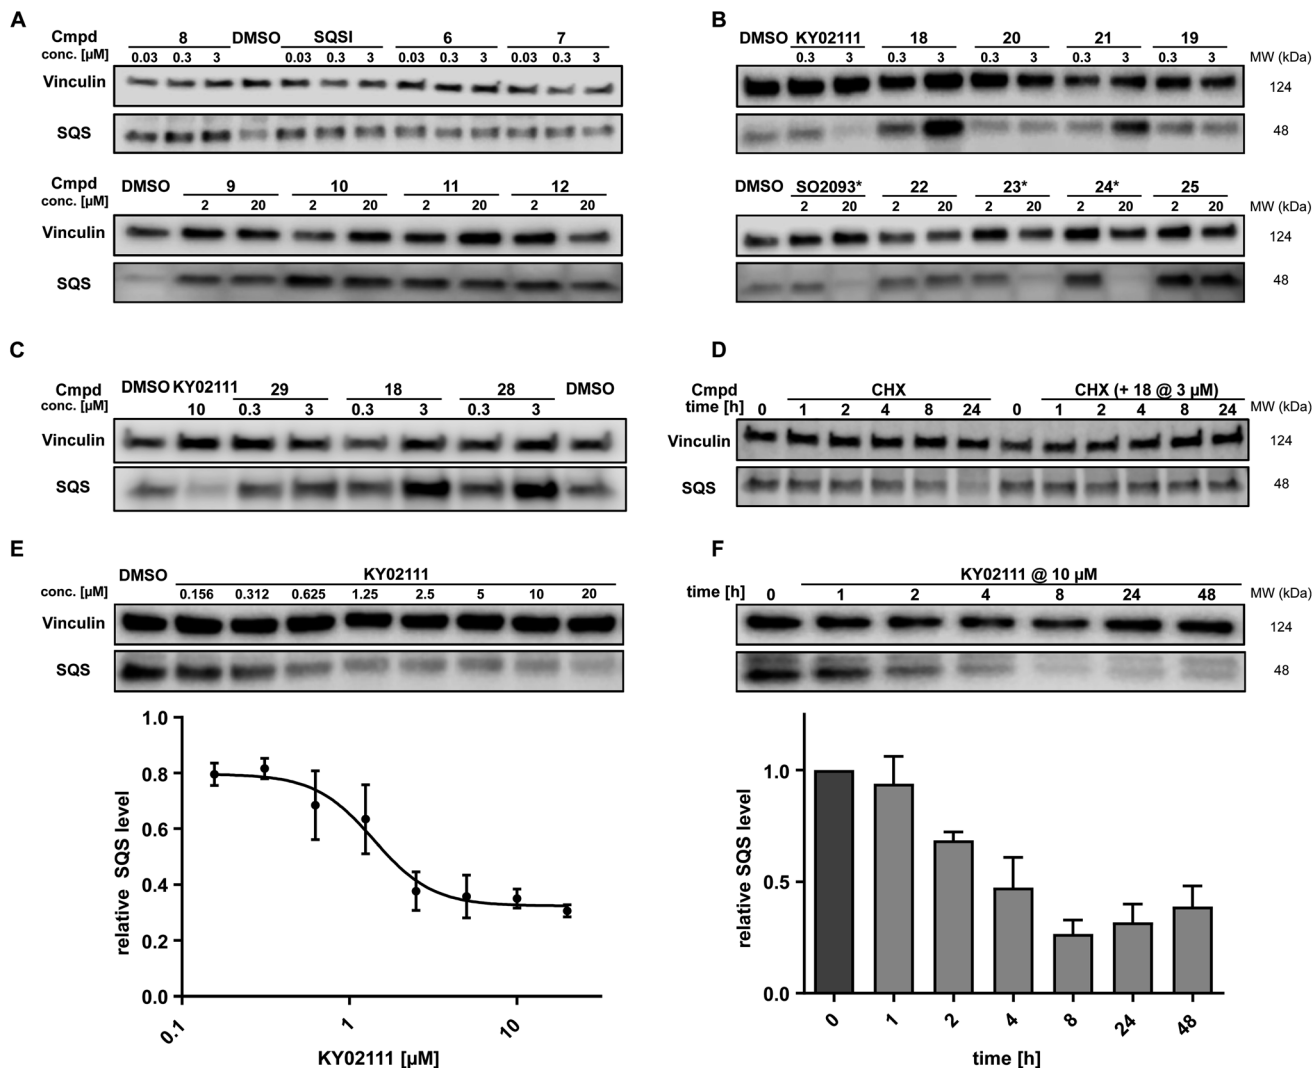 A
Cmpd 8 DMSO SQSI 6 7
conc. [µM] 0.03 0.3 3 0.03 0.3 3 0.03 0.3 3 0.03 0.3 3
Vinculin
SQS
Cmpd DMSO 9 10 11 12
conc. [µM] 2 20 2 20 2 20 2 20
Vinculin
SQS
B
DMSO KY02111 18 20 21 19
0.3 3 0.3 3 0.3 3 0.3 3 0.3 3 MW (kDa)
124
48
DMSO SO2093* 22 23* 24* 25
2 20 2 20 2 20 2 20 2 20 MW (kDa)
124
48
C
Cmpd DMSO KY02111 29 18 28 DMSO
conc. [µM] 10 0.3 3 0.3 3 0.3 3
Vinculin
SQS
D
Cmpd CHX CHX (+ 18 @ 3 µM)
time [h] 0 1 2 4 8 24 0 1 2 4 8 24 MW (kDa)
Vinculin 124
SQS 48
E
DMSO KY02111
conc. [µM] 0.156 0.312 0.625 1.25 2.5 5 10 20
Vinculin
SQS
1.0
0.8
0.6
0.4
0.2
0.0
relative SQS level
0.1 1 10
KY02111 [µM]
F
KY02111 @ 10 µM
time [h] 0 1 2 4 8 24 48 MW (kDa)
124
48
1.0
0.5
0.0
relative SQS level
0 1 2 4 8 24 48
time [h]